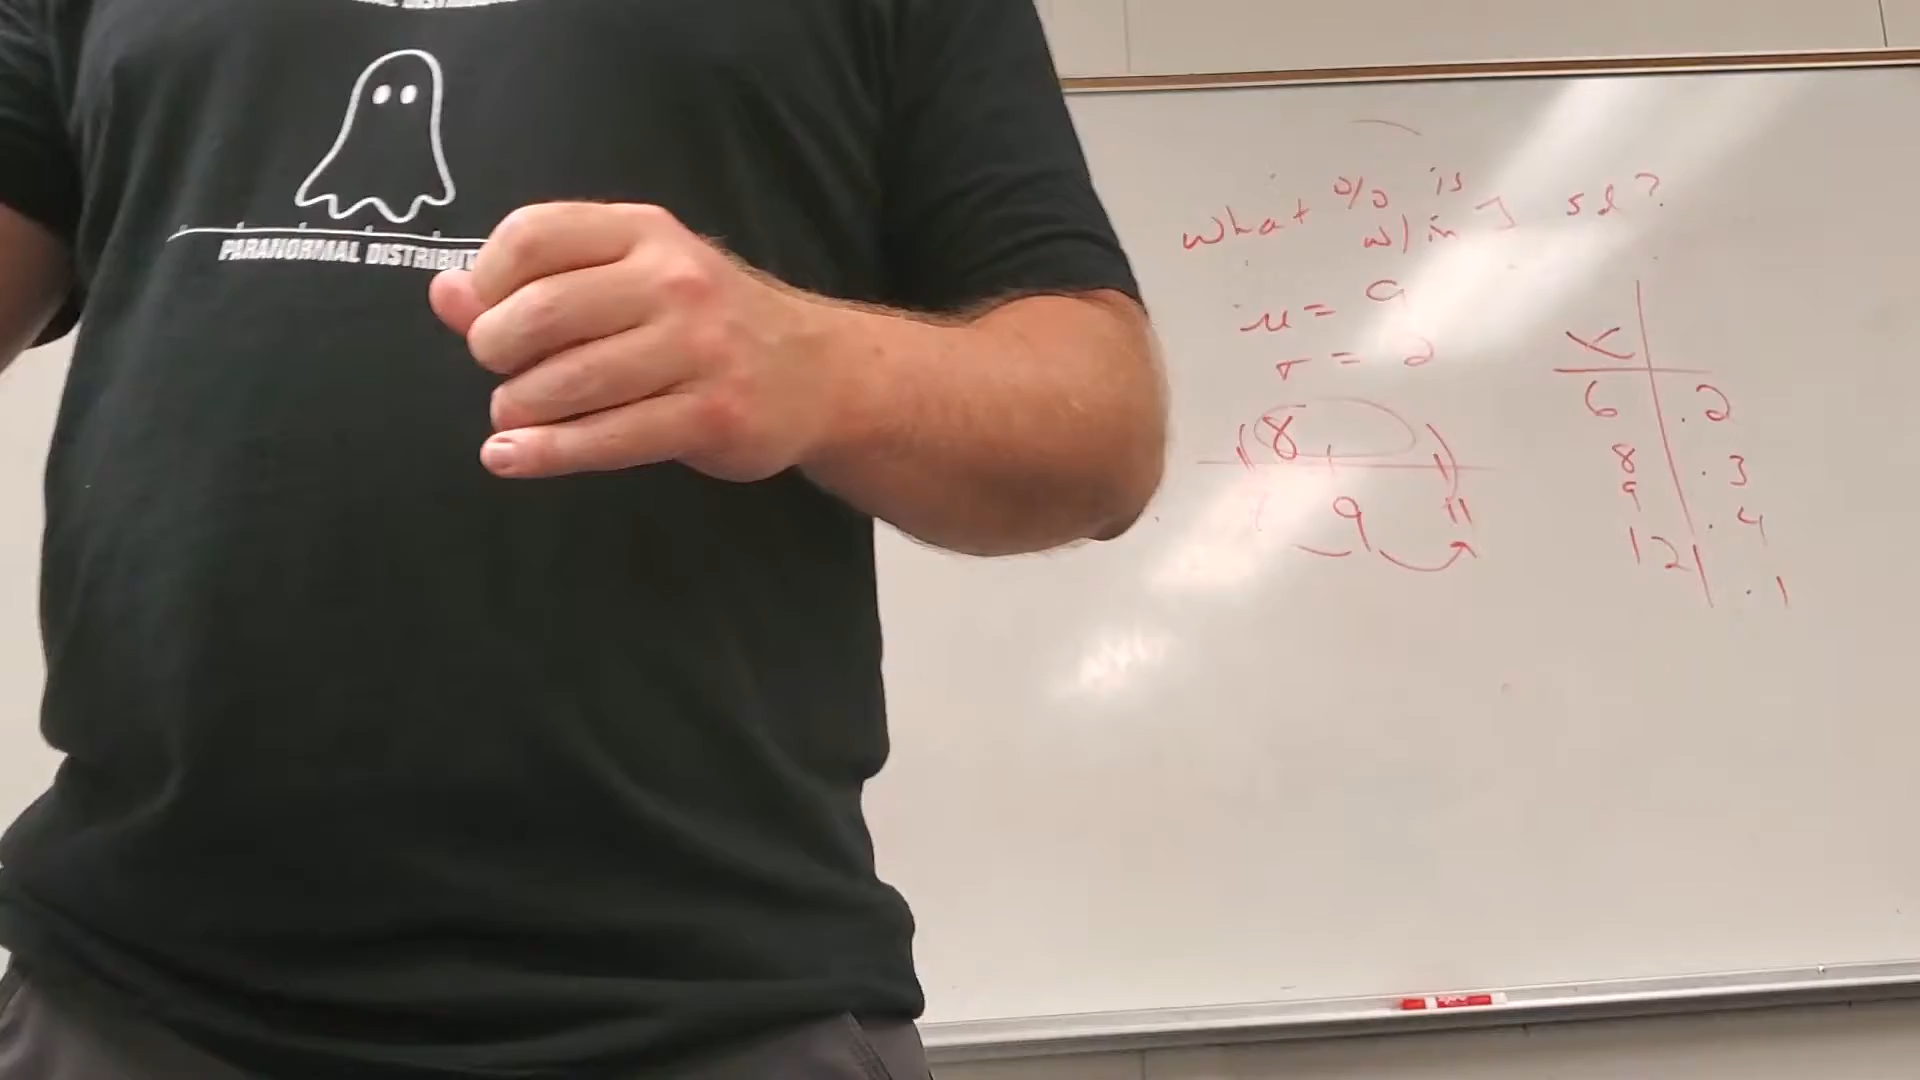 PARANORMAL DISTRIBUT
What % is
w/in 1 sd?
μ = 9
σ = 2
8
9 11
X
6 .2
8 .3
9 .4
12 .1